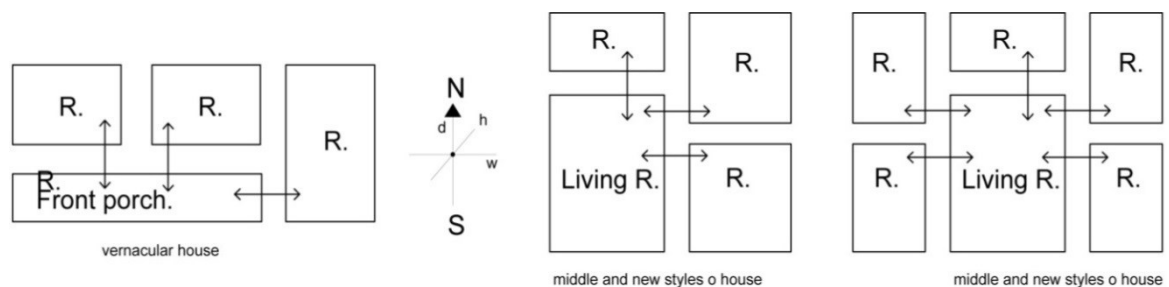 R.
R.
R.
R.
Front porch.
vernacular house
N
d
h
w
S
R.
R.
Living R.
R.
middle and new styles o house
R.
R.
R.
R.
Living R.
R.
middle and new styles o house